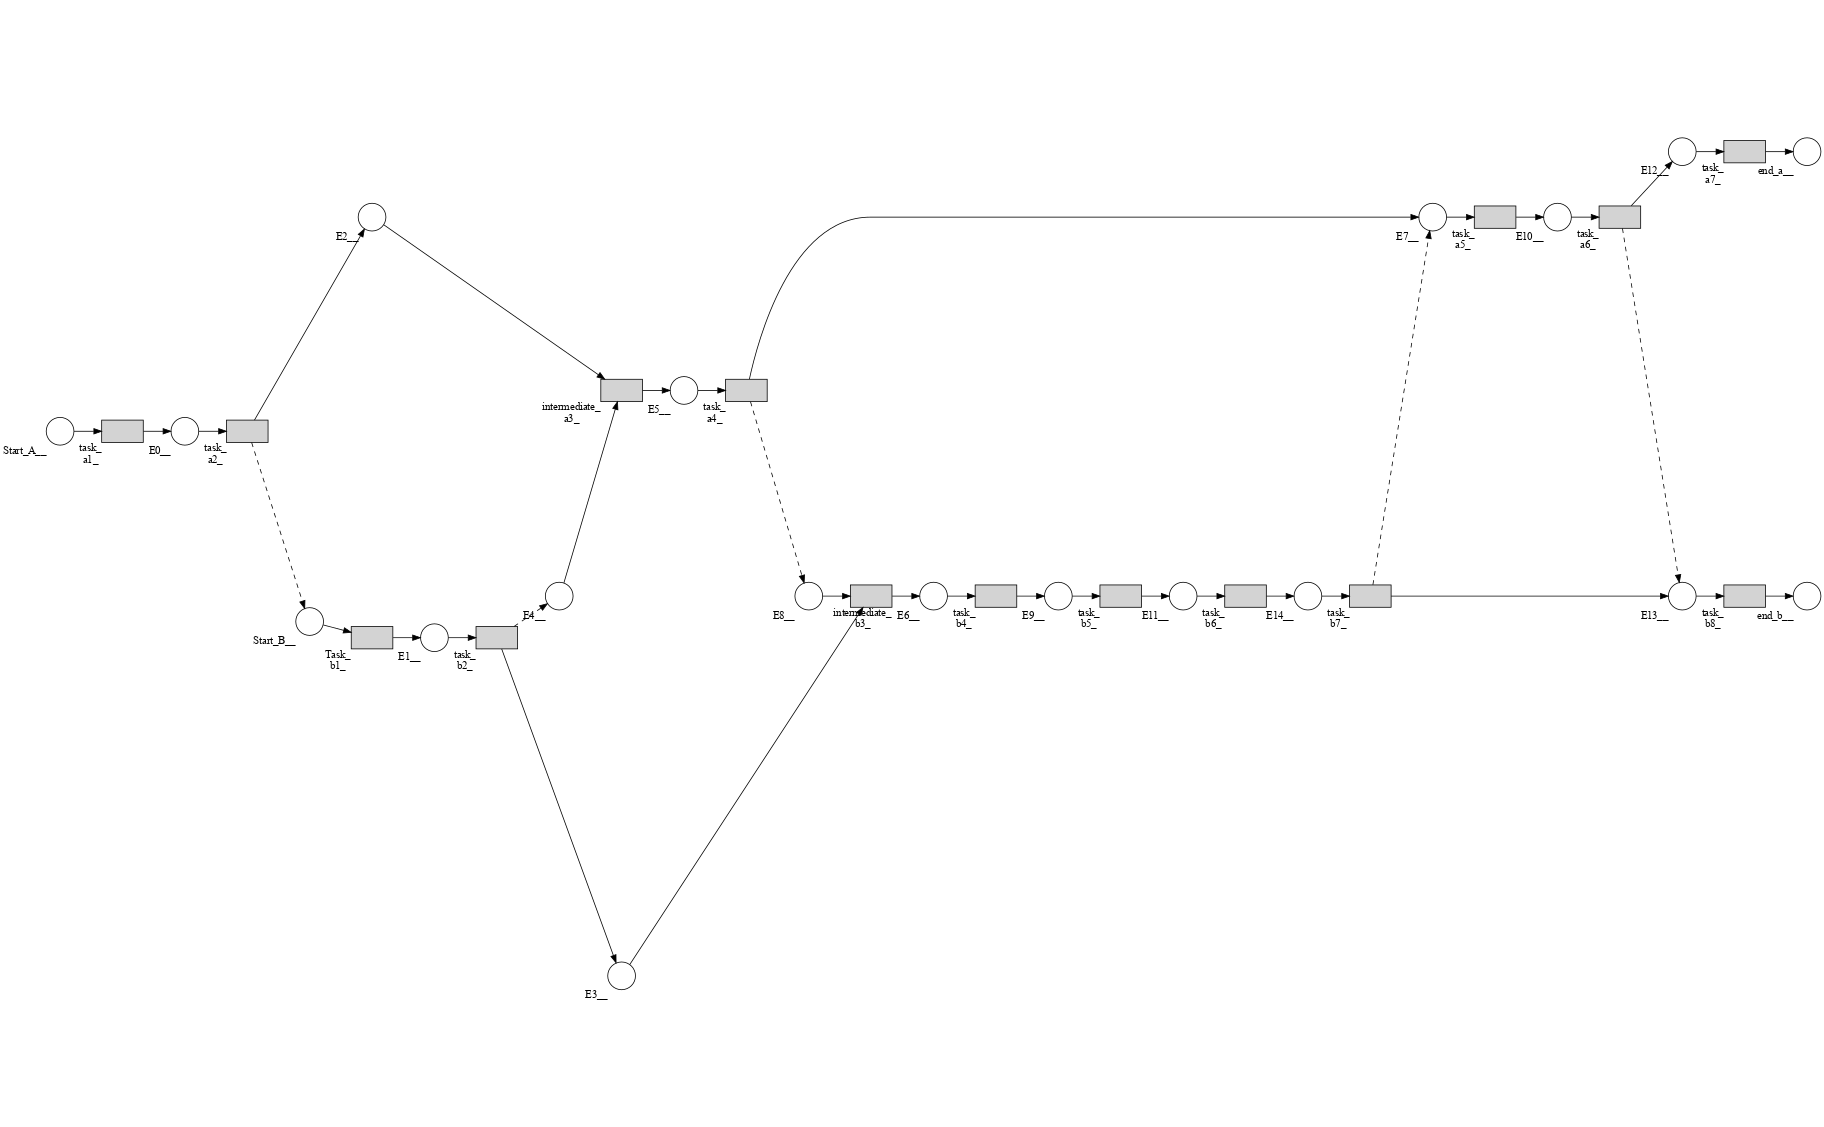 E12__
task_
a7_
end_a__
E2__
E7__
task_
a5_
E10__
task_
a6_
intermediate_
a3_
E5__
task_
a4_
Start_A__
task_
a1_
E0__
task_
a2_
E4__
E8__
intermediate_
b3_
E6__
task_
b4_
E9__
task_
b5_
E11__
task_
b6_
E14__
task_
b7_
E13__
task_
b8_
end_b__
Start_B__
Task_
b1_
E1__
task_
b2_
E3__